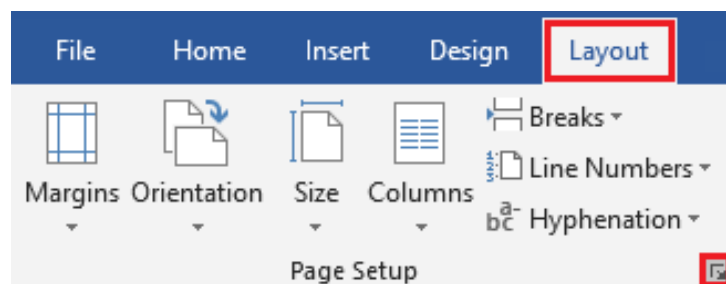 File Home Insert Design Layout
Breaks
Line Numbers
Margins Orientation Size Columns
Hyphenation
Page Setup